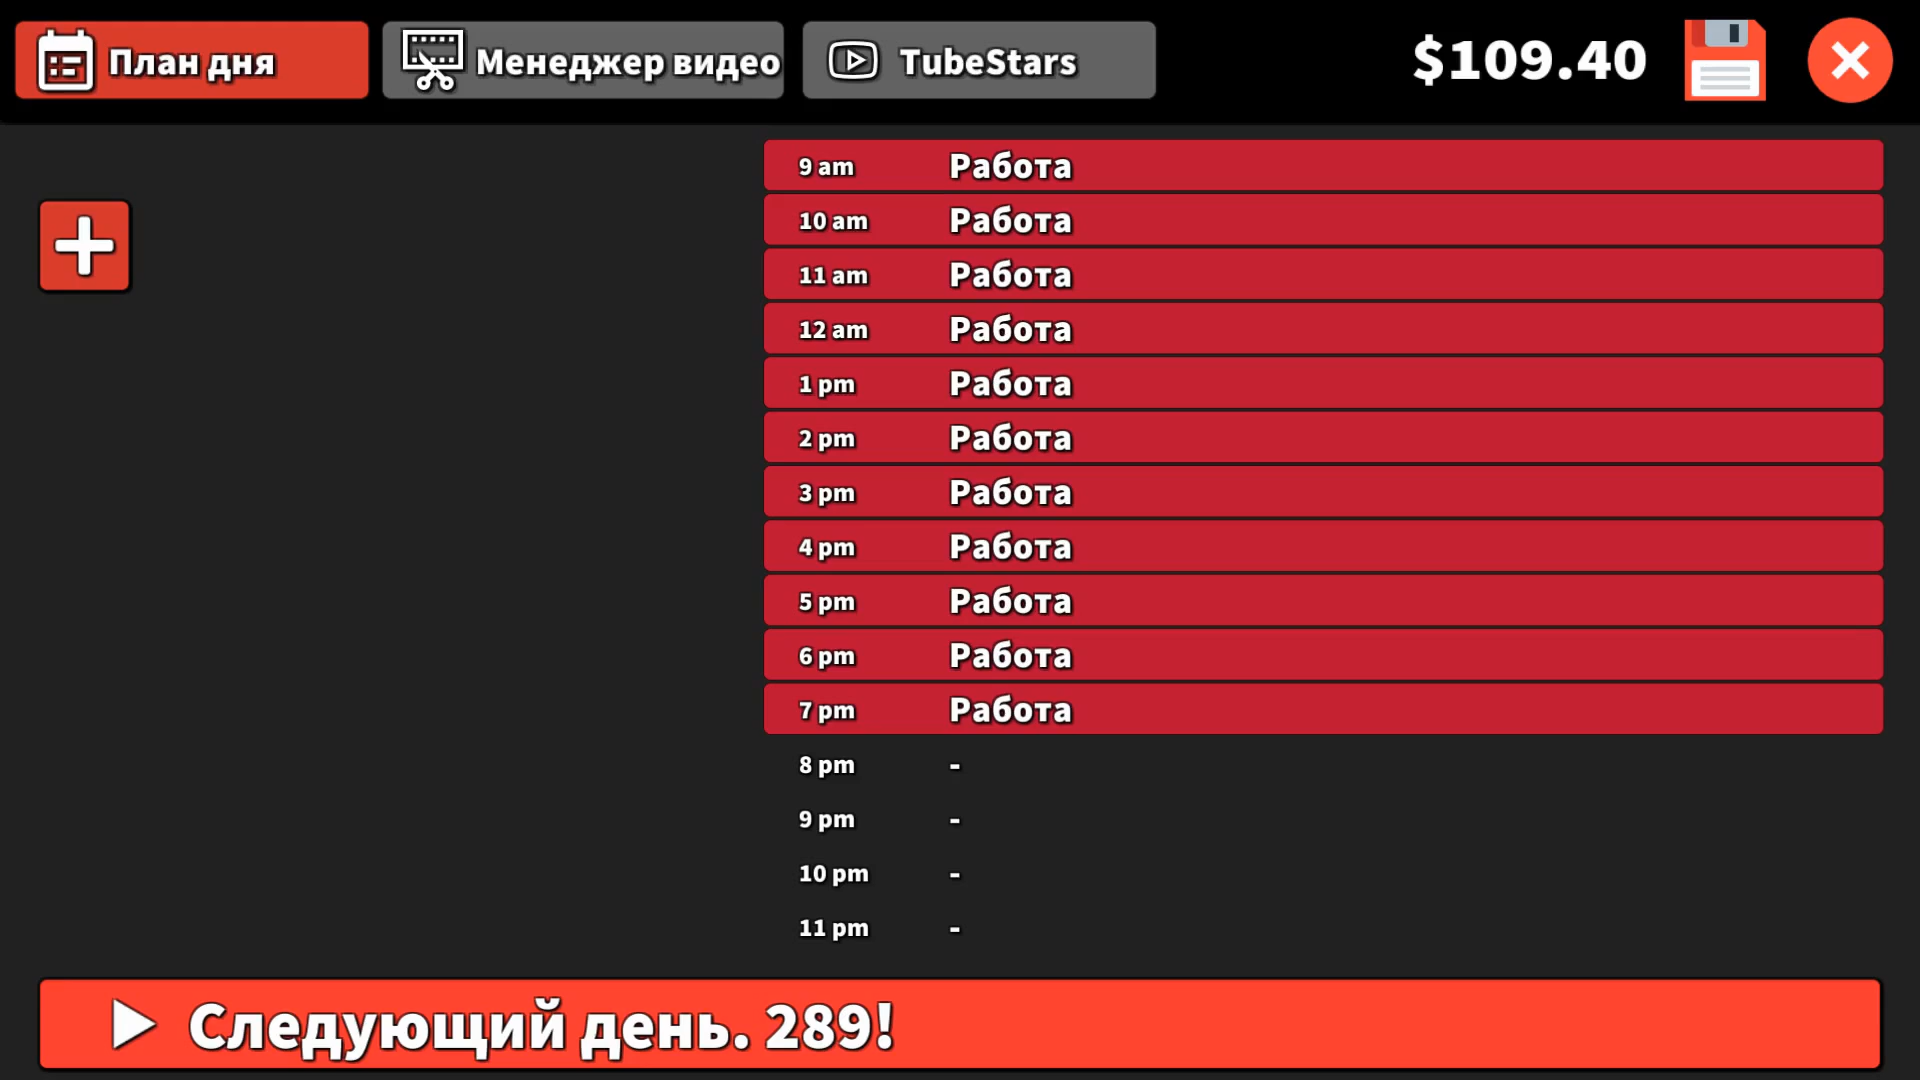 План дня
Менеджер видео
TubeStars
$109.40
9 am Работа
10 am Работа
11 am Работа
12 am Работа
1 pm Работа
2 pm Работа
3 pm Работа
4 pm Работа
5 pm Работа
6 pm Работа
7 pm Работа
8 pm -
9 pm -
10 pm -
11 pm -
Следующий день. 289!